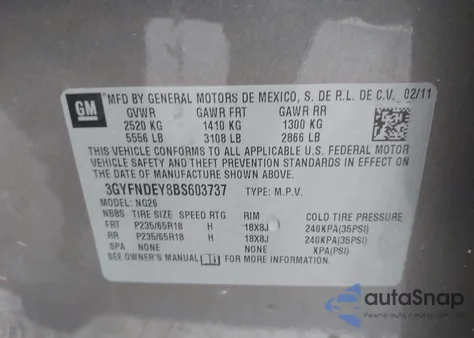 GM
MFD BY GENERAL MOTORS DE MEXICO, S. DE R.L. DE C.V. 02/11
GVWR GAWR FRT GAWR RR
2520 KG 1410 KG 1300 KG
5556 LB 3108 LB 2866 LB
THIS VEHICLE CONFORMS TO ALL APPLICABLE U.S. FEDERAL MOTOR
VEHICLE SAFETY AND THEFT PREVENTION STANDARDS IN EFFECT ON
THE DATE OF MANUFACTURE SHOWN ABOVE.
3GYFNDEY8BS603737 TYPE: M.P.V.
MODEL: NG26
NBBS TIRE SIZE SPEED RTG RIM COLD TIRE PRESSURE
FRT P235/65R18 H 18X8J 240KPA(35PSI)
RR P235/65R18 H 18X8J 240KPA(35PSI)
SPA NONE NONE KPA(PSI)
SEE OWNER'S MANUAL FOR MORE INFORMATION.
autoSnap